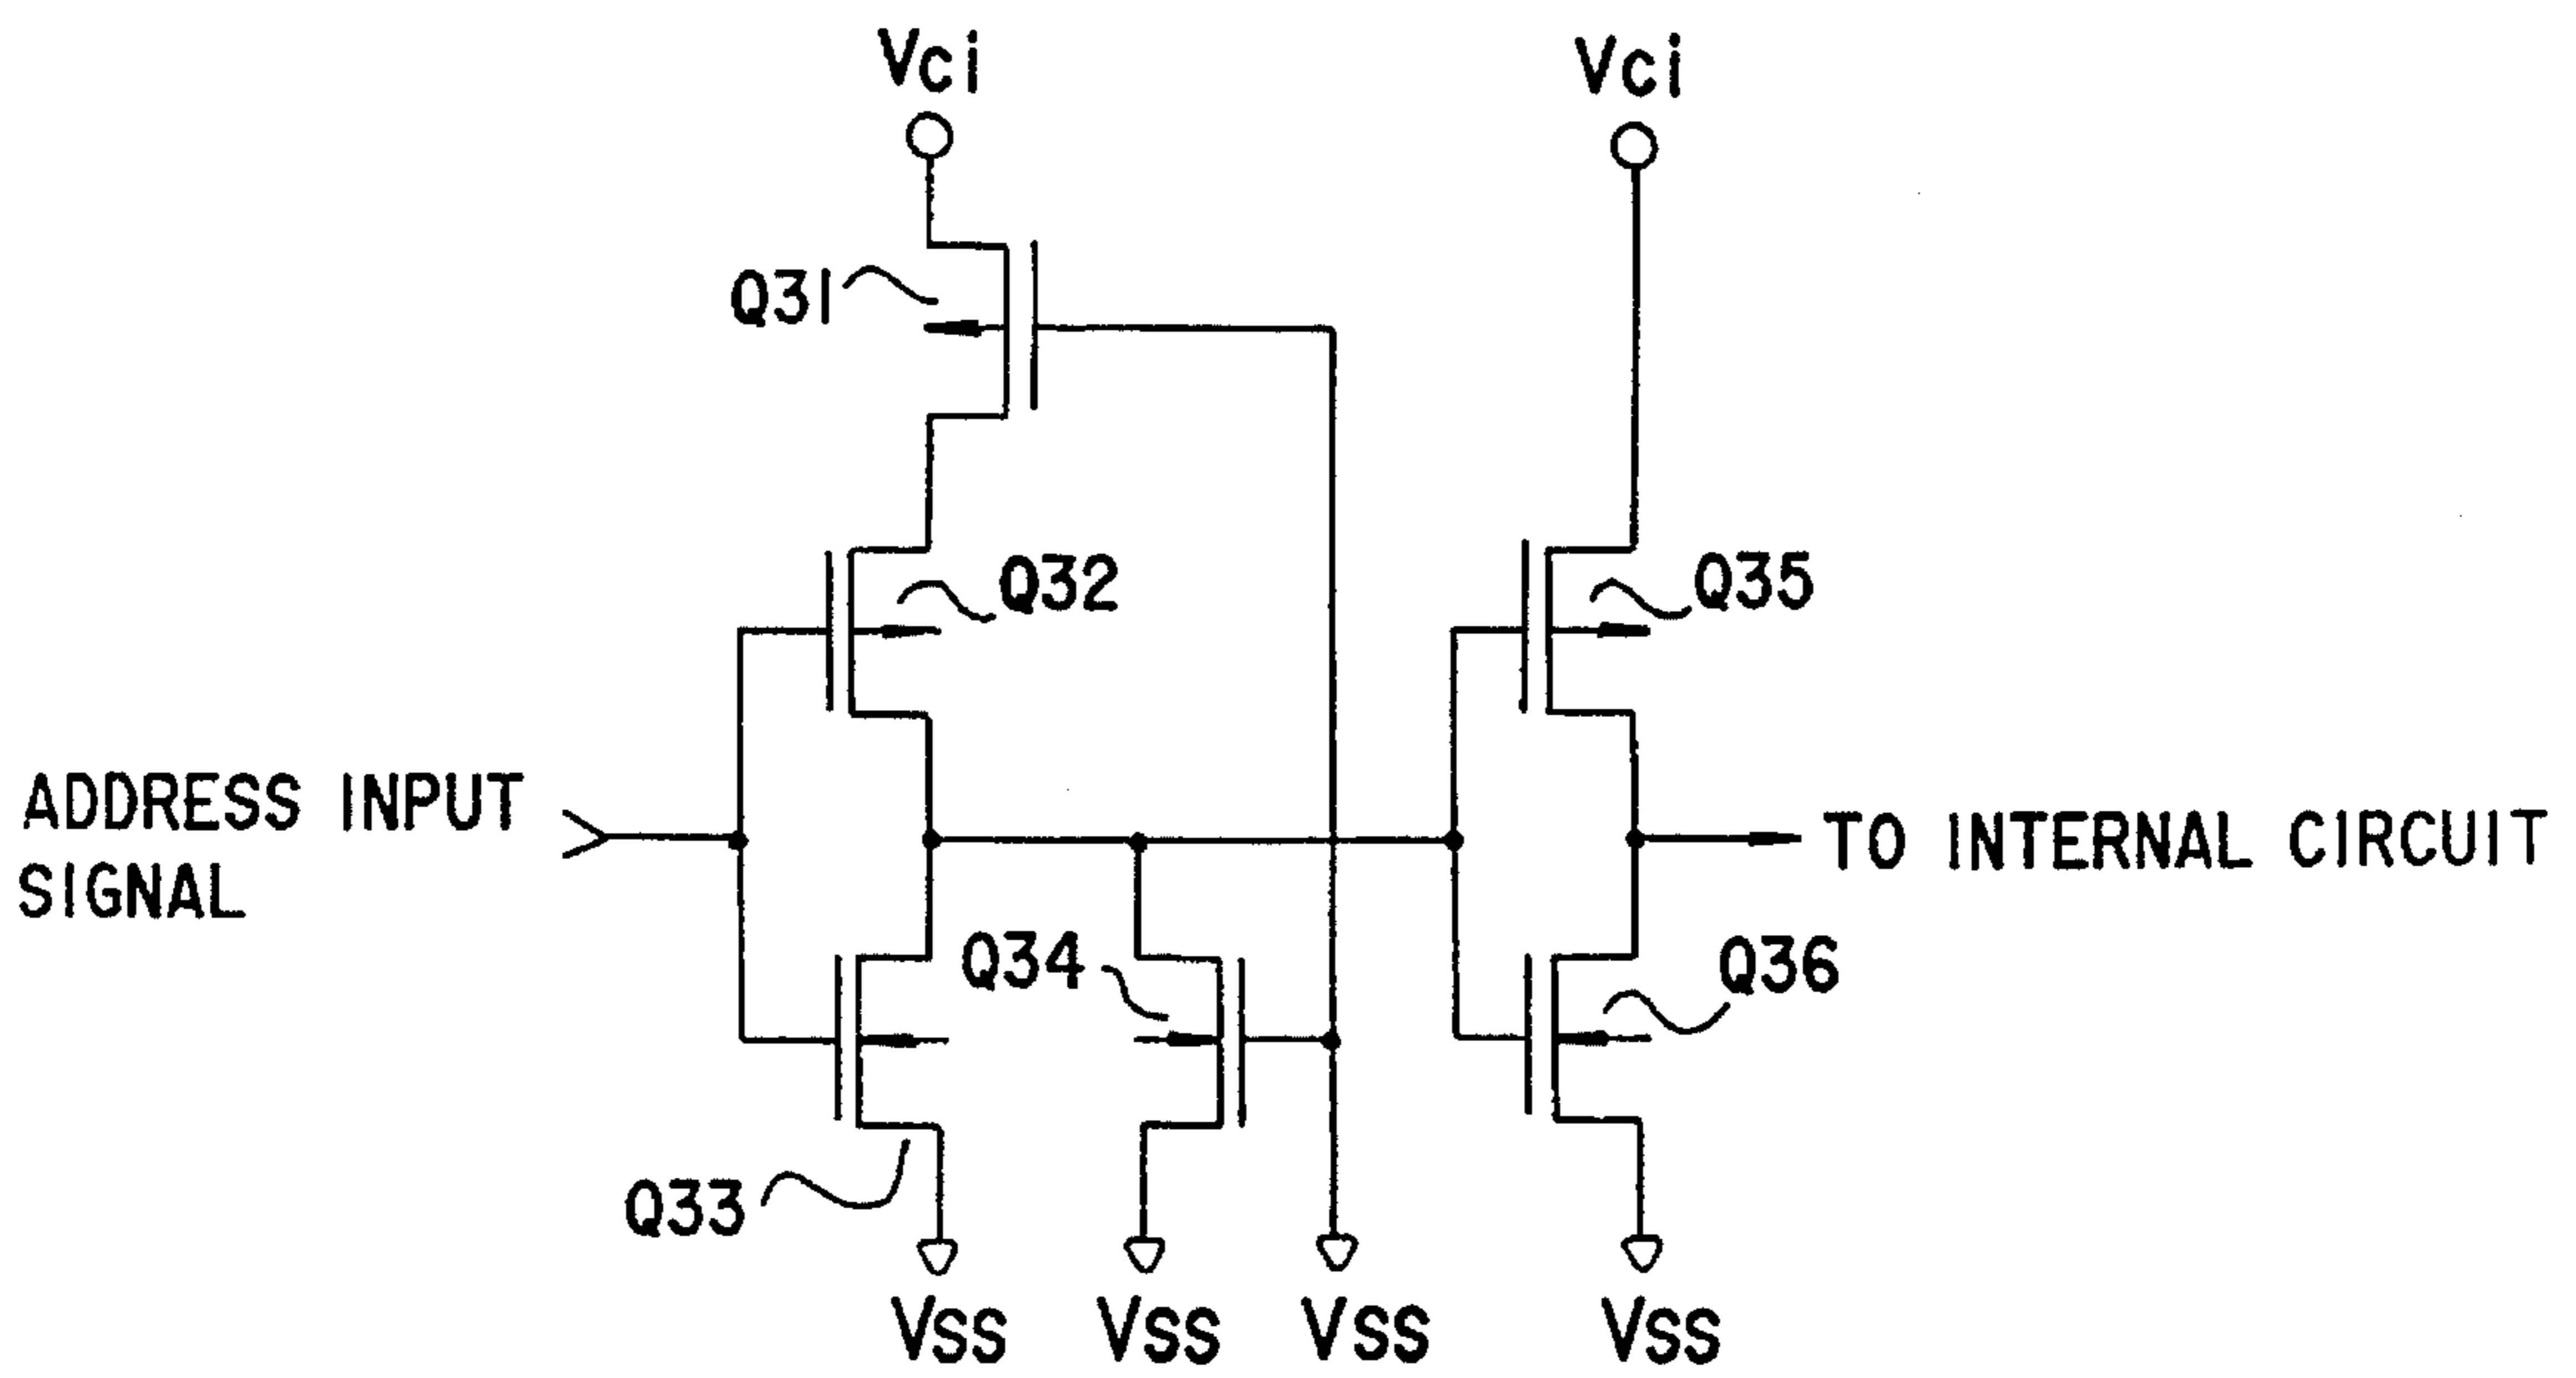 Vci
Vci
Q31
Q32
Q35
ADDRESS INPUT
SIGNAL
TO INTERNAL CIRCUIT
Q34
Q36
Q33
VSS
VSS
VSS
VSS